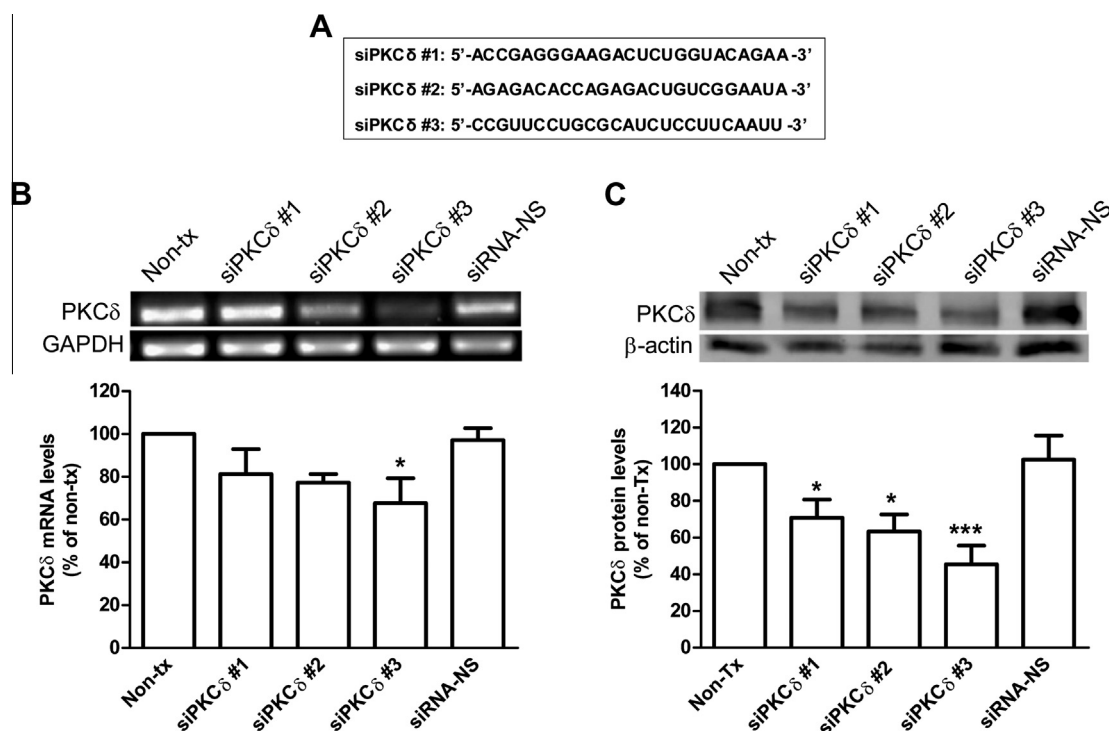 A
siPKCδ #1: 5’-ACCGAGGGAAGACUCUGGUACAGAA -3’
siPKCδ #2: 5’-AGAGACACCAGAGACUGUCGGAAUA -3’
siPKCδ #3: 5’-CCGUUCCUGCGCAUCUCCUUCAAUU -3’
B
Non-tx
siPKCδ #1
siPKCδ #2
siPKCδ #3
siRNA-NS
PKCδ
GAPDH
PKCδ mRNA levels
(% of non-tx)
120
100
80
60
40
20
0
*
Non-tx
siPKCδ #1
siPKCδ #2
siPKCδ #3
siRNA-NS
C
Non-tx
siPKCδ #1
siPKCδ #2
siPKCδ #3
siRNA-NS
PKCδ
β-actin
PKCδ protein levels
(% of non-Tx)
140
120
100
80
60
40
20
0
*
*
***
Non-Tx
siPKCδ #1
siPKCδ #2
siPKCδ #3
siRNA-NS